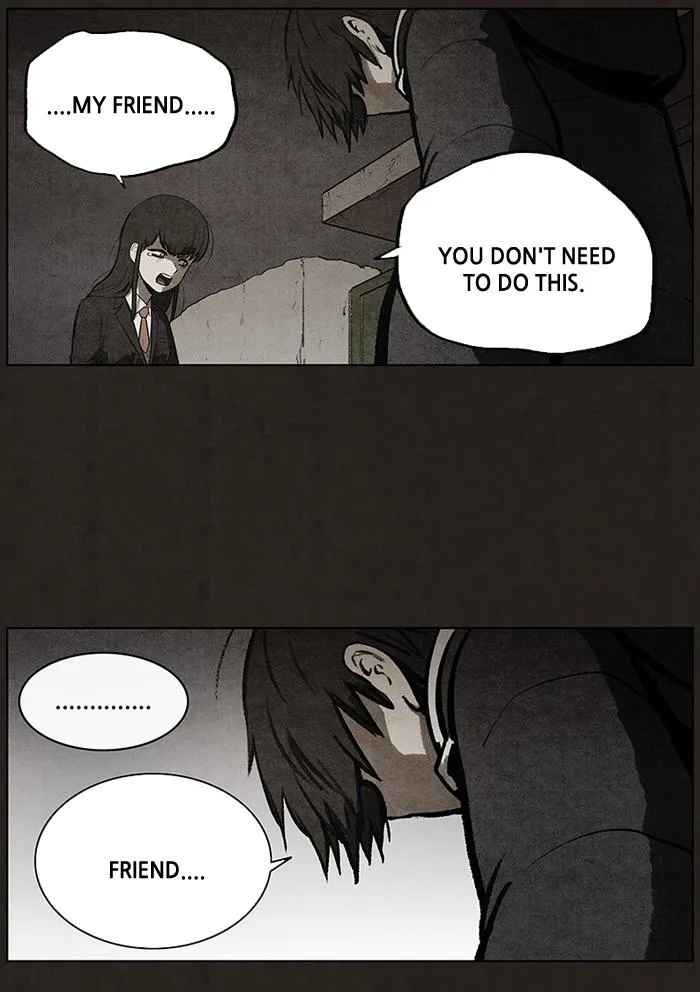 ....MY FRIEND.....
YOU DON'T NEED
TO DO THIS.
..............
FRIEND....